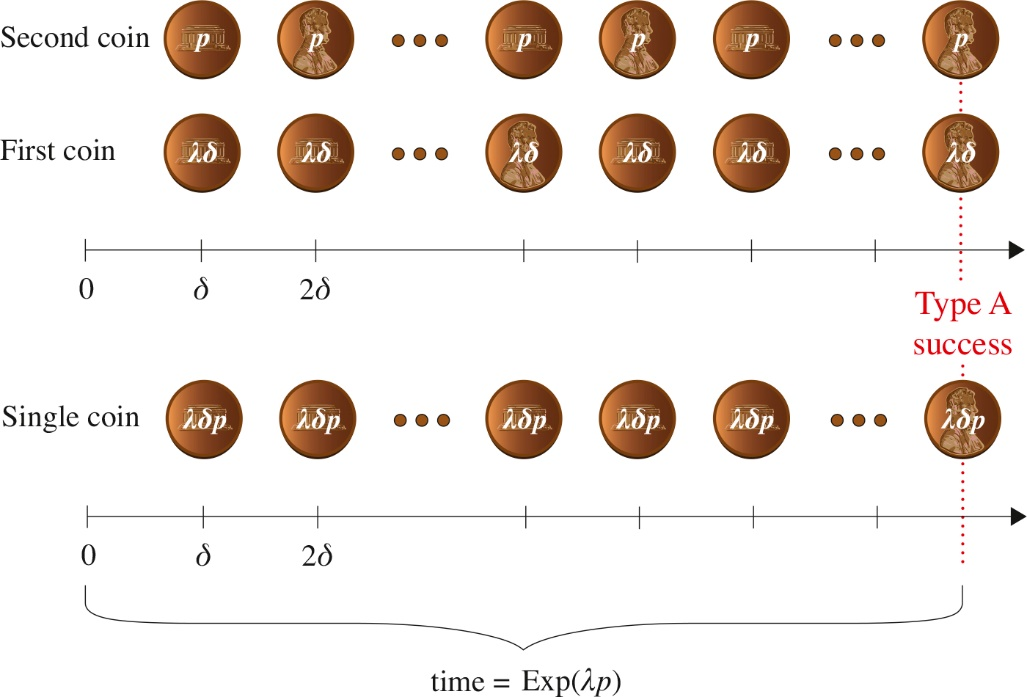 Second coin p p p p p p
First coin λδ λδ λδ λδ λδ λδ
0 δ 2δ
Type A
success
Single coin λδp λδp λδp λδp λδp λδp
0 δ 2δ
time = Exp(λp)